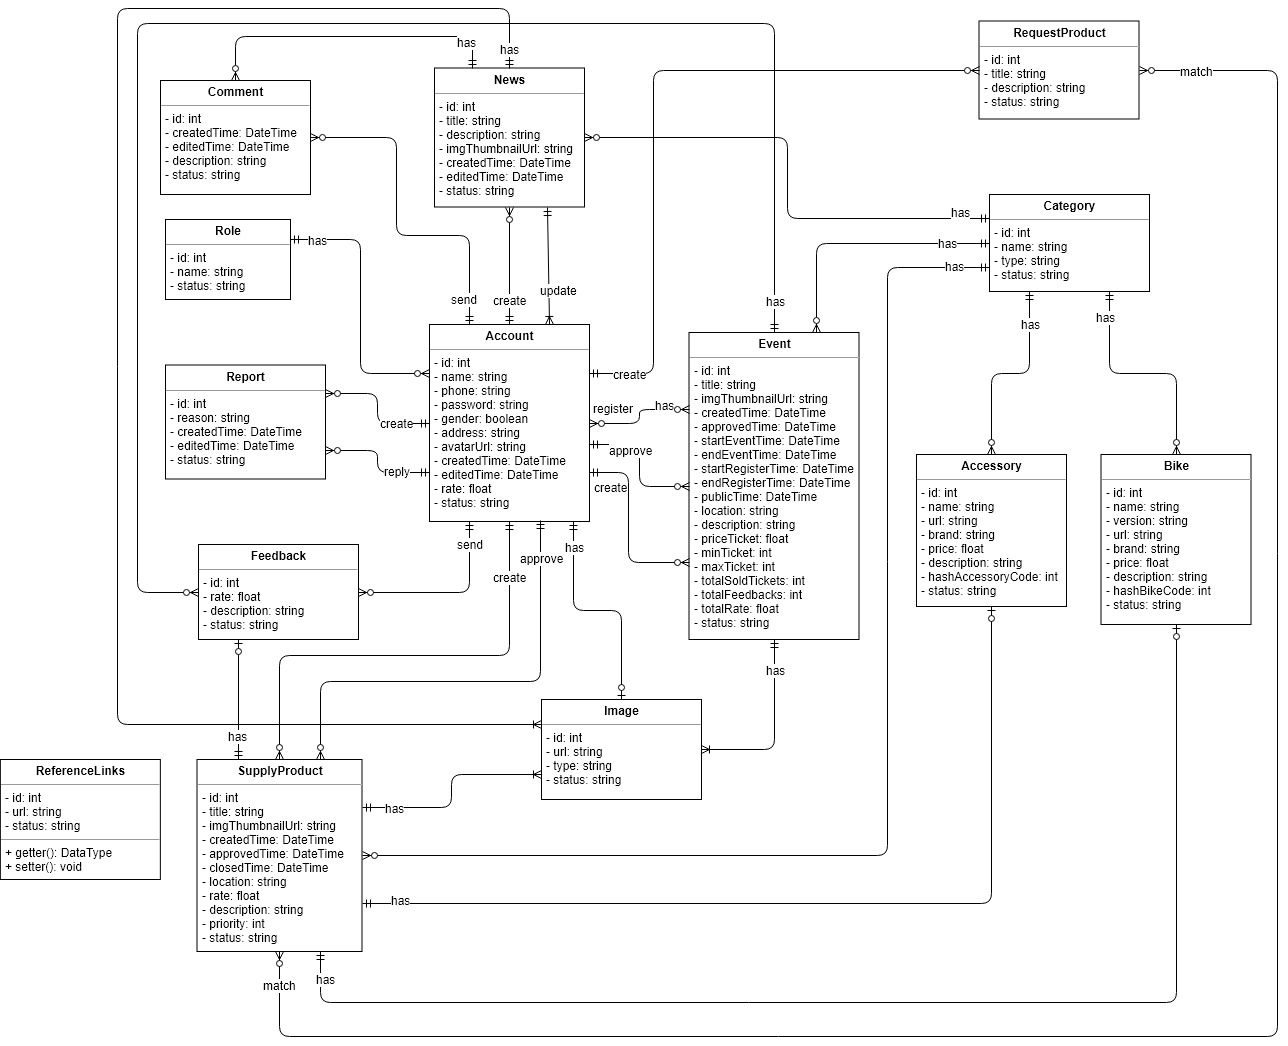 has
has
News
- id: int
- title: string
- description: string
- imgThumbnailUrl: string
- createdTime: DateTime
- editedTime: DateTime
- status: string
RequestProduct
- id: int
- title: string
- description: string
- status: string
match
Comment
- id: int
- createdTime: DateTime
- editedTime: DateTime
- description: string
- status: string
Category
- id: int
- name: string
- type: string
- status: string
has
has
has
has
has
Role
- id: int
- name: string
- status: string
has
send
create
update
has
Account
- id: int
- name: string
- phone: string
- password: string
- gender: boolean
- address: string
- avatarUrl: string
- createdTime: DateTime
- editedTime: DateTime
- rate: float
- status: string
create
register
has
approve
create
Event
- id: int
- title: string
- imgThumbnailUrl: string
- createdTime: DateTime
- approvedTime: DateTime
- startEventTime: DateTime
- endEventTime: DateTime
- startRegisterTime: DateTime
- endRegisterTime: DateTime
- publicTime: DateTime
- location: string
- description: string
- priceTicket: float
- minTicket: int
- maxTicket: int
- totalSoldTickets: int
- totalFeedbacks: int
- totalRate: float
- status: string
Report
- id: int
- reason: string
- createdTime: DateTime
- editedTime: DateTime
- status: string
create
reply
Accessory
- id: int
- name: string
- url: string
- brand: string
- price: float
- description: string
- hashAccessoryCode: int
- status: string
Bike
- id: int
- name: string
- version: string
- url: string
- brand: string
- price: float
- description: string
- hashBikeCode: int
- status: string
Feedback
- id: int
- rate: float
- description: string
- status: string
send
create
approve
has
has
has
Image
- id: int
- url: string
- type: string
- status: string
ReferenceLinks
- id: int
- url: string
- status: string
+ getter(): DataType
+ setter(): void
SupplyProduct
- id: int
- title: string
- imgThumbnailUrl: string
- createdTime: DateTime
- approvedTime: DateTime
- closedTime: DateTime
- location: string
- rate: float
- description: string
- priority: int
- status: string
has
has
match
has